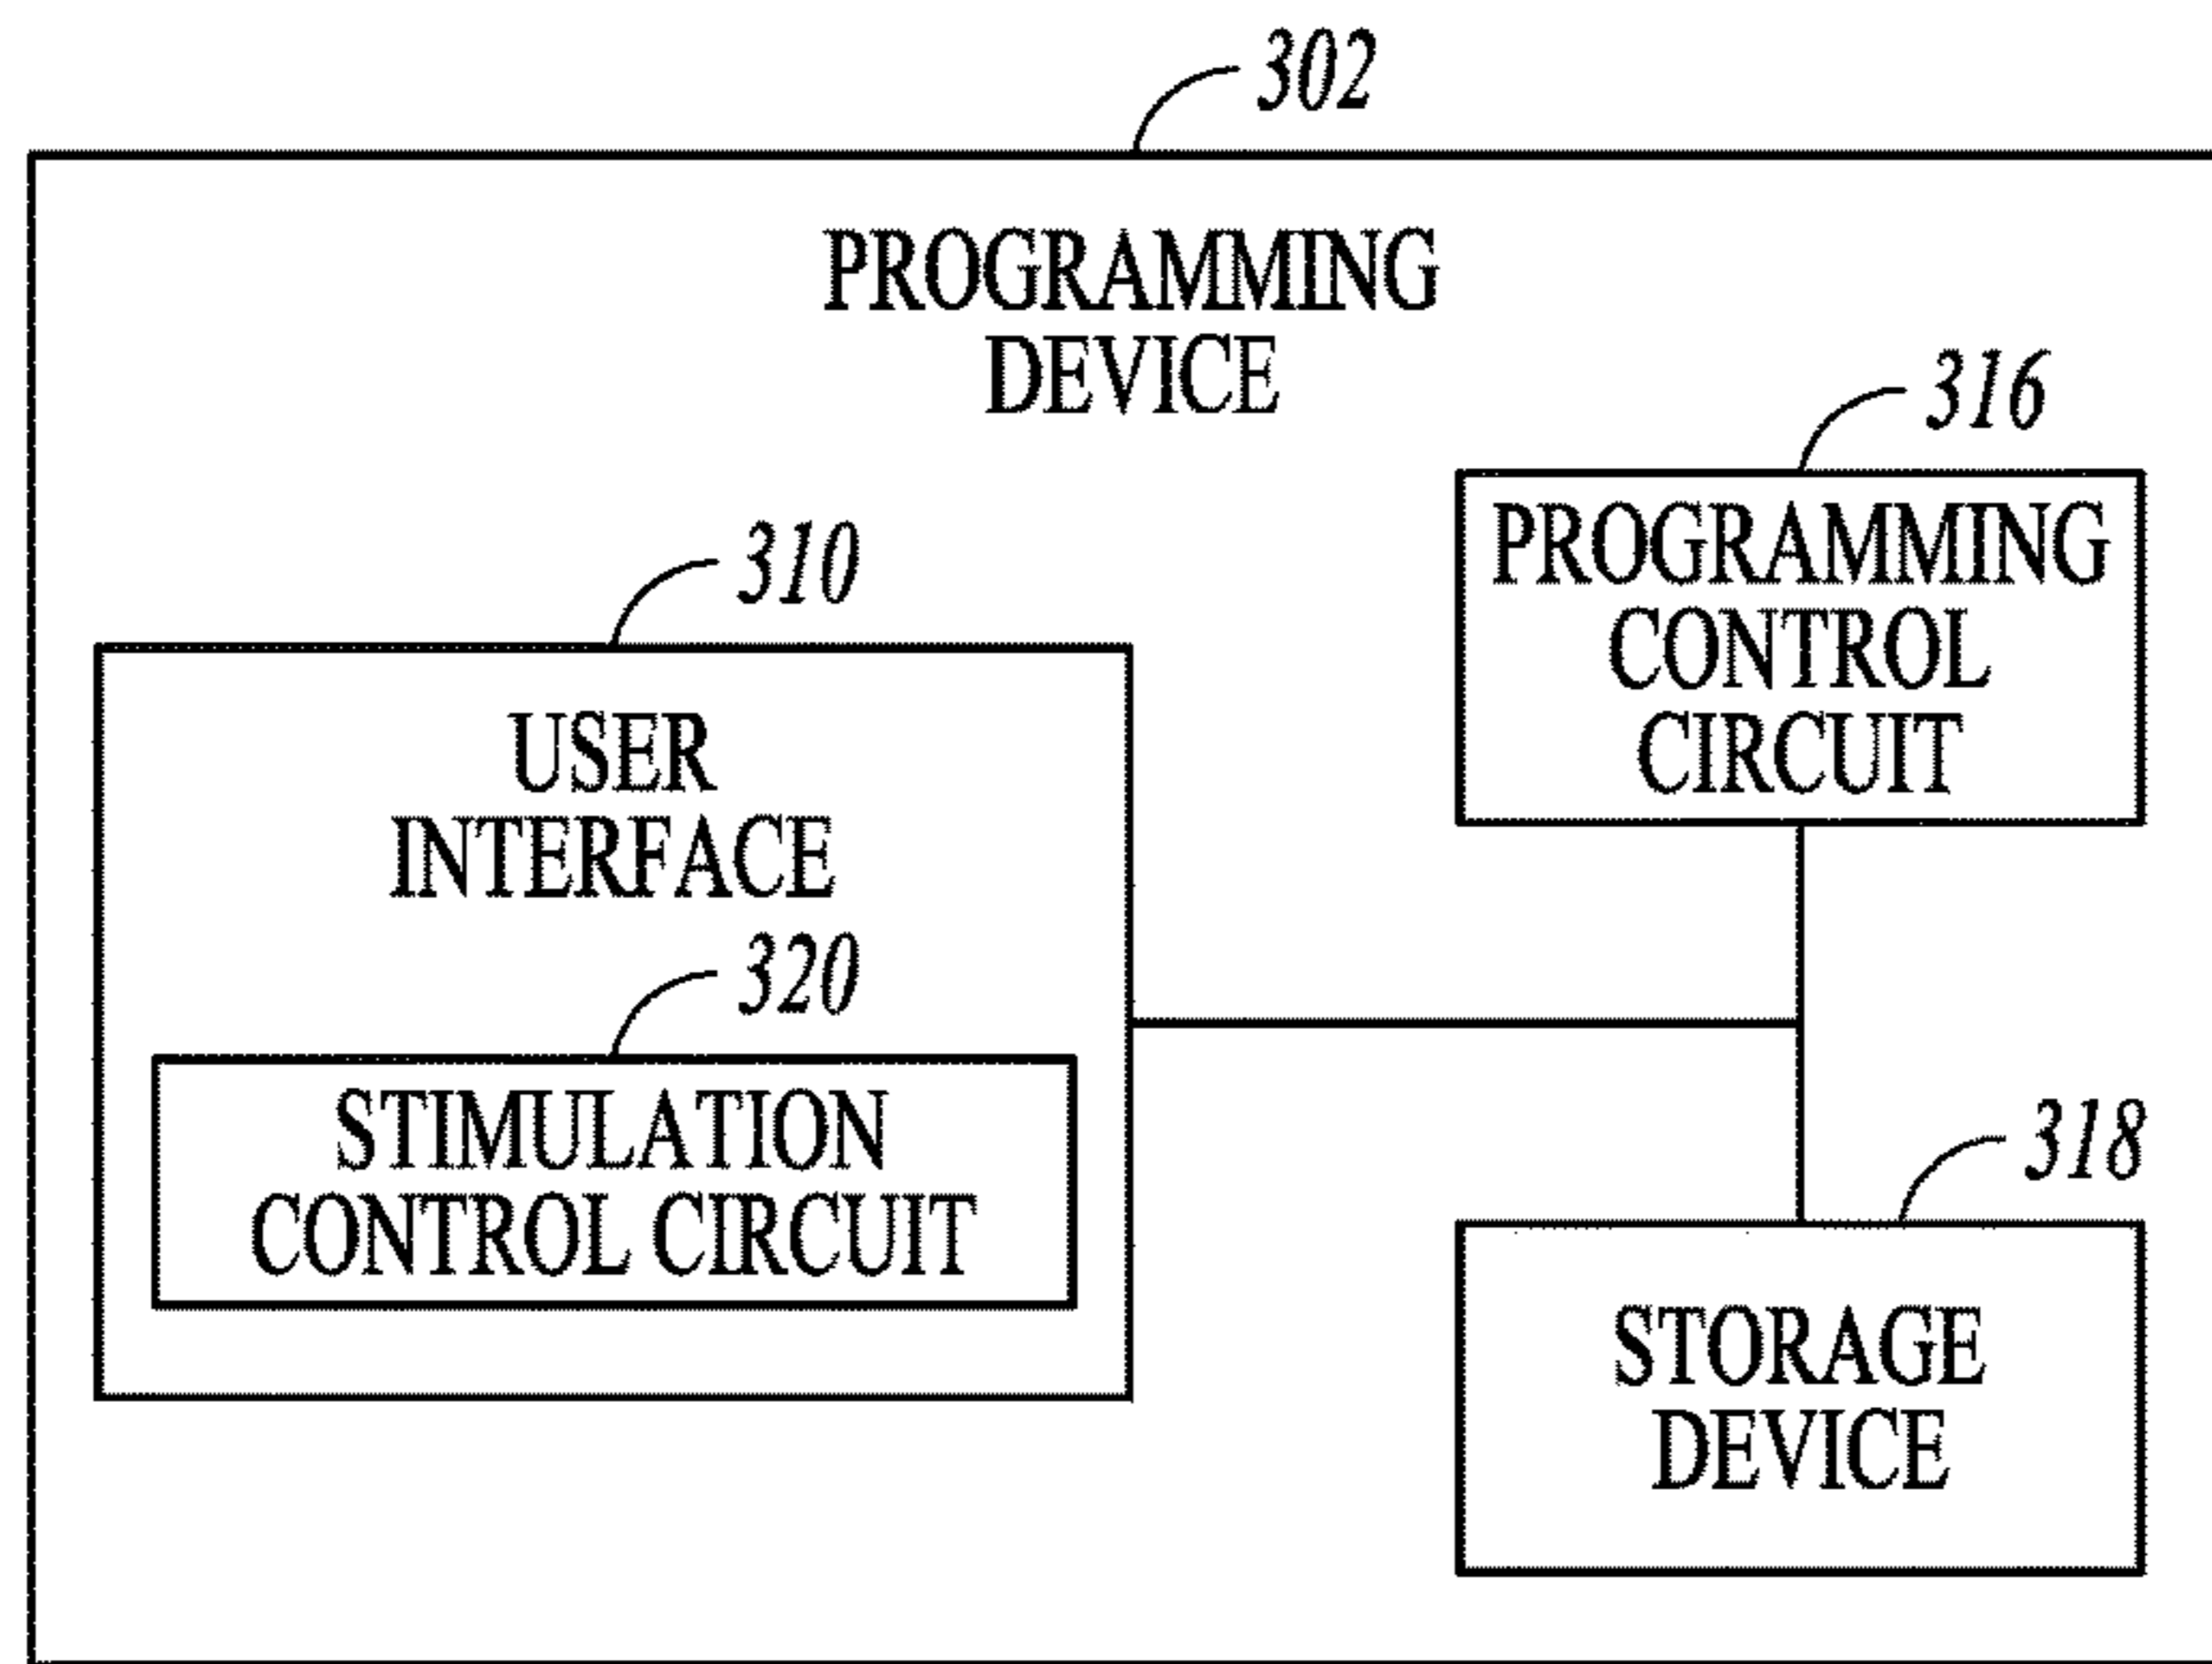 302
PROGRAMMING
DEVICE
316
PROGRAMMING
CONTROL
CIRCUIT
310
USER
INTERFACE
320
STIMULATION
CONTROL CIRCUIT
318
STORAGE
DEVICE